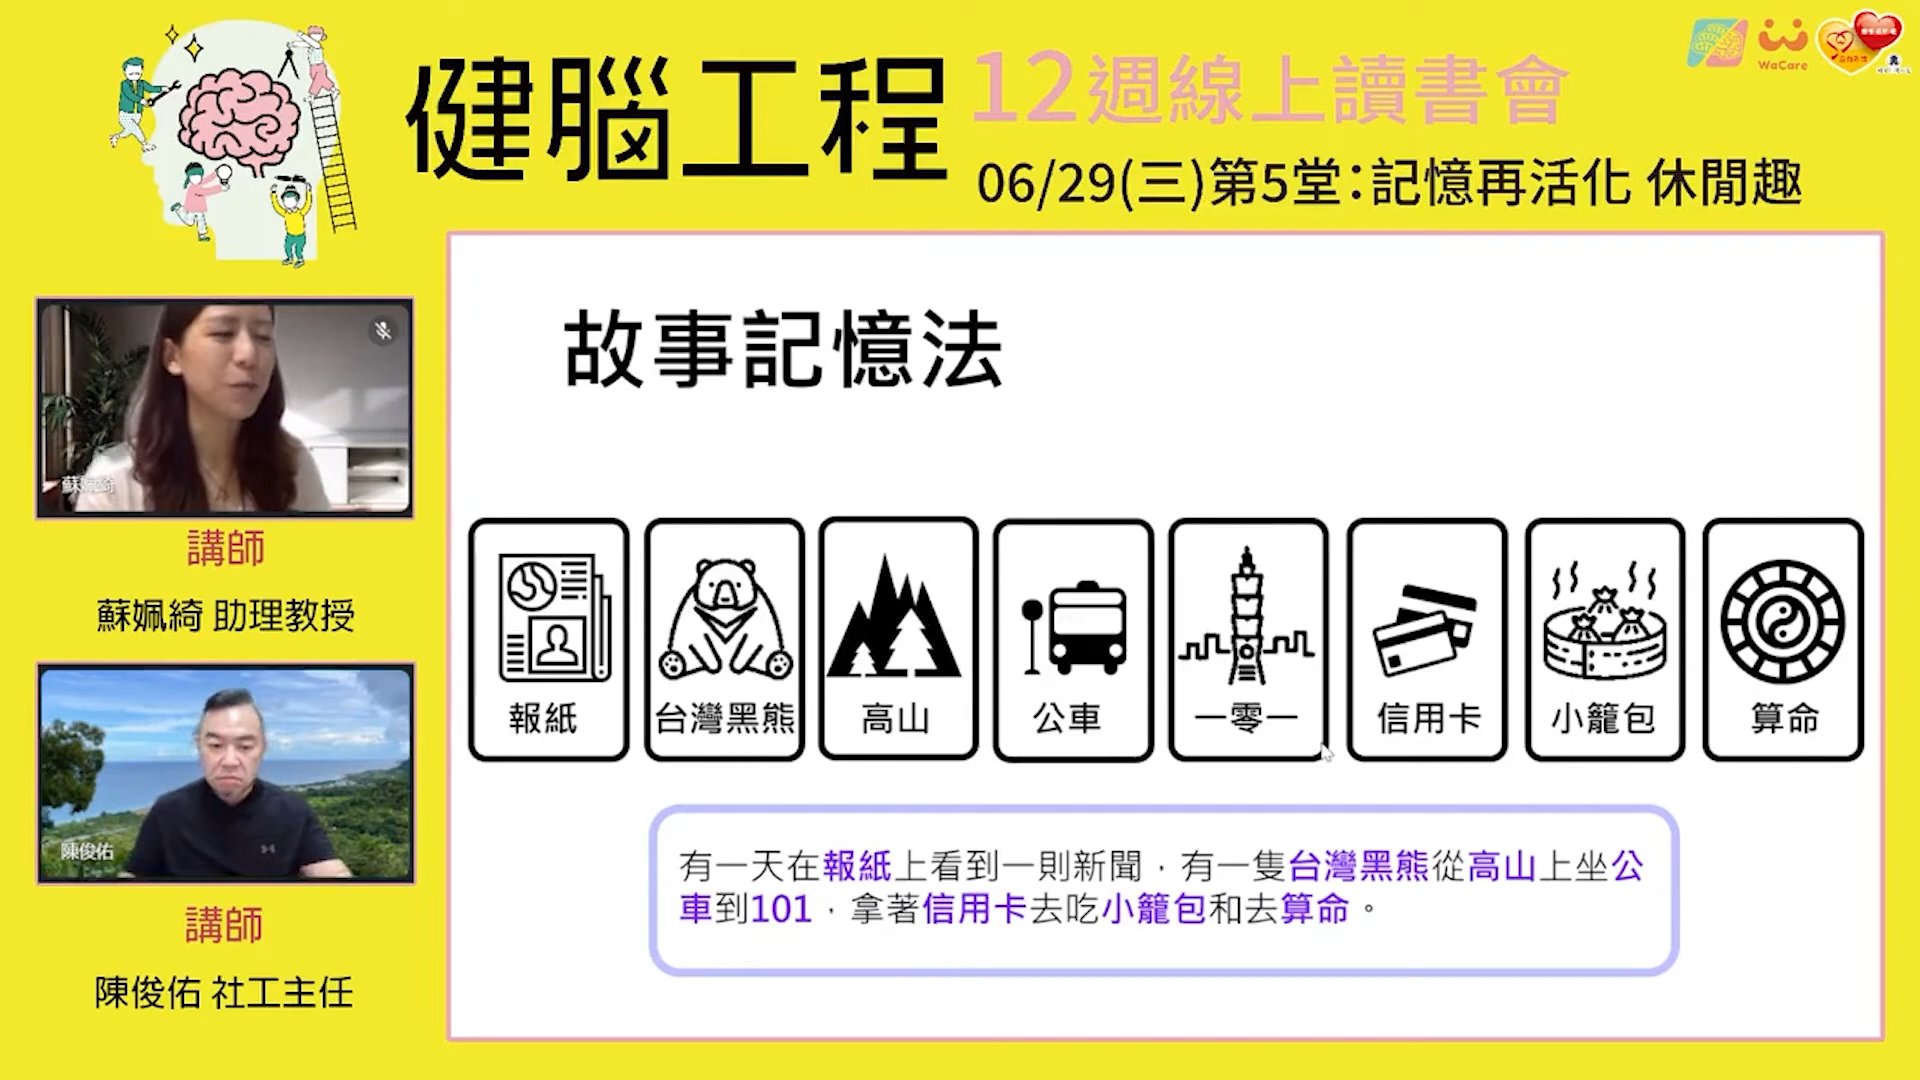 健腦工程
12週線上讀書會
06/29(三)第5堂:記憶再活化 休閒趣
WaCare
故事記憶法
講師
蘇姵綺 助理教授
陳俊佑
講師
陳俊佑 社工主任
報紙
台灣黑熊
高山
公車
一零一
信用卡
小籠包
算命
有一天在報紙上看到一則新聞，有一隻台灣黑熊從高山上坐公
車到101，拿著信用卡去吃小籠包和去算命。